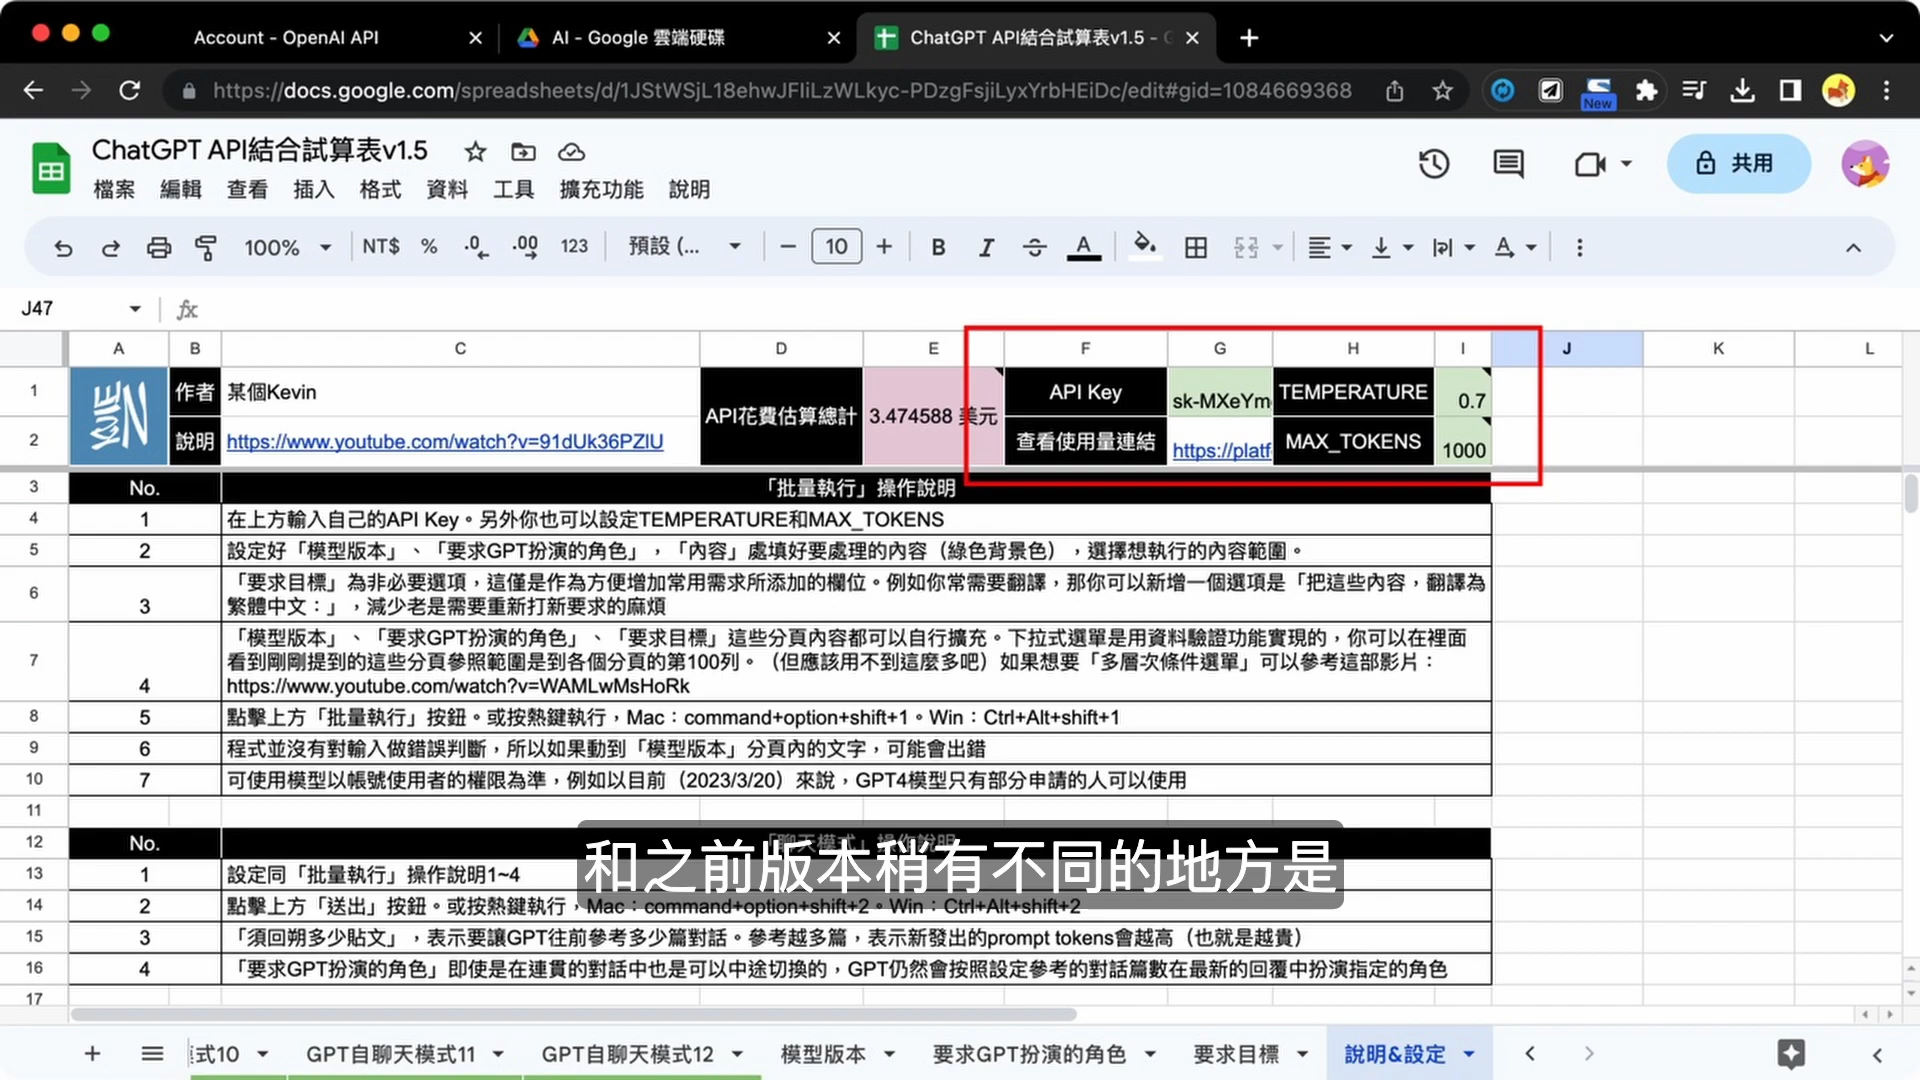 Account - OpenAI API
AI - Google 雲端硬碟
ChatGPT API結合試算表v1.5 -
https://docs.google.com/spreadsheets/d/1JStWSjL18ehwJFIiLzWLkyc-PDzgFsjiLyxYrbHEiDc/edit#gid=1084669368
New
ChatGPT API結合試算表v1.5
檔案 編輯 查看 插入 格式 資料 工具 擴充功能 說明
共用
100% NT$ % .0 .00 123 預設 (... − 10 + B I A
J47
fx
A B C D E F G H I J K L
1 作者 某個Kevin API花費估算總計 3.474588 美元 API Key sk-MXeYm TEMPERATURE 0.7
2 說明 https://www.youtube.com/watch?v=91dUk36PZlU 查看使用量連結 https://platf MAX_TOKENS 1000
3 No. 「批量執行」操作說明
4 1 在上方輸入自己的API Key。另外你也可以設定TEMPERATURE和MAX_TOKENS
5 2 設定好「模型版本」、「要求GPT扮演的角色」，「內容」處填好要處理的內容（綠色背景色），選擇想執行的內容範圍。
6 3 「要求目標」為非必要選項，這僅是作為方便增加常用需求所添加的欄位。例如你常需要翻譯，那你可以新增一個選項是「把這些內容，翻譯為
繁體中文：」，減少老是需要重新打新要求的麻煩
7 4 「模型版本」、「要求GPT扮演的角色」、「要求目標」這些分頁內容都可以自行擴充。下拉式選單是用資料驗證功能實現的，你可以在裡面
看到剛剛提到的這些分頁參照範圍是到各個分頁的第100列。（但應該用不到這麼多吧）如果想要「多層次條件選單」可以參考這部影片：
https://www.youtube.com/watch?v=WAMLwMsHoRk
8 5 點擊上方「批量執行」按鈕。或按熱鍵執行，Mac：command+option+shift+1。Win：Ctrl+Alt+shift+1
9 6 程式並沒有對輸入做錯誤判斷，所以如果動到「模型版本」分頁內的文字，可能會出錯
10 7 可使用模型以帳號使用者的權限為準，例如以目前（2023/3/20）來說，GPT4模型只有部分申請的人可以使用
11
12 No. 「聊天模式」操作說明
和之前版本稍有不同的地方是
13 1 設定同「批量執行」操作說明1~4
14 2 點擊上方「送出」按鈕。或按熱鍵執行，Mac：command+option+shift+2。Win：Ctrl+Alt+shift+2
15 3 「須回朔多少貼文」，表示要讓GPT往前參考多少篇對話。參考越多篇，表示新發出的prompt tokens會越高（也就是越貴）
16 4 「要求GPT扮演的角色」即使是在連貫的對話中也是可以中途切換的，GPT仍然會按照設定參考的對話篇數在最新的回覆中扮演指定的角色
17
式10 GPT自聊天模式11 GPT自聊天模式12 模型版本 要求GPT扮演的角色 要求目標 說明&設定